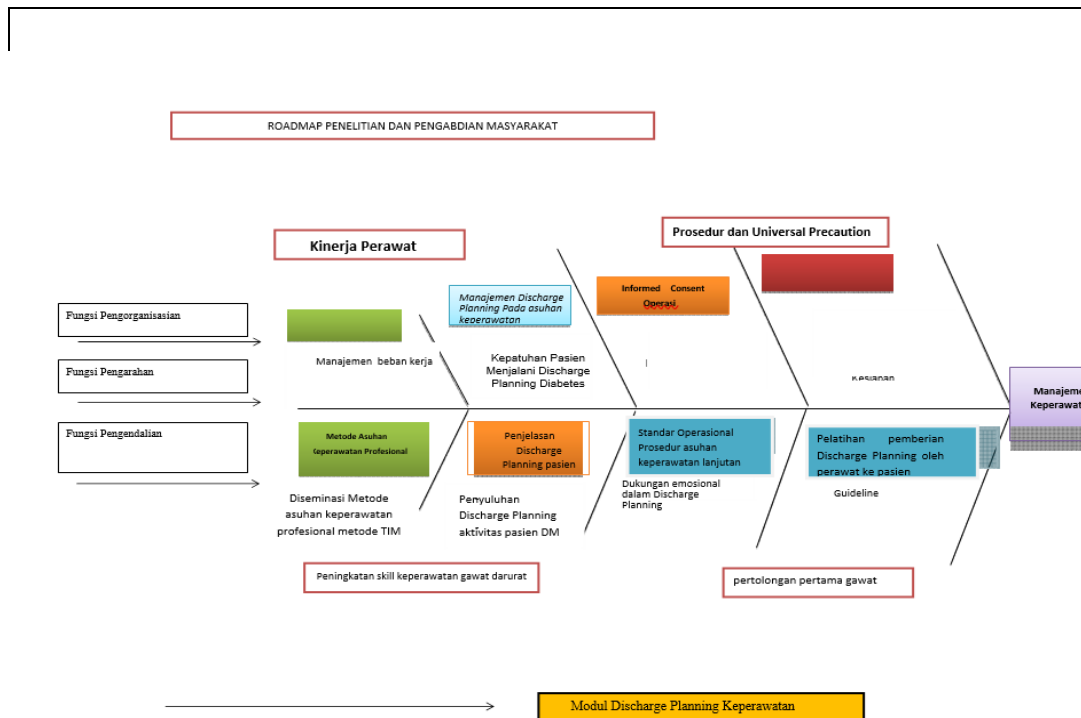 ROADMAP PENELITIAN DAN PENGABDIAN MASYARAKAT
Kinerja Perawat
Prosedur dan Universal Precaution
Fungsi Pengorganisasian
Fungsi Pengarahan
Fungsi Pengendalian
Manajemen Discharge
Planning Pada asuhan
keperawatan
Informed Consent
Operasi
Manajemen beban kerja
Kepatuhan Pasien
Menjalani Discharge
Planning Diabetes
Kesiapan
Manajeme
Keperawat
Metode Asuhan
Keperawatan Profesional
Penjelasan
Discharge
Planning pasien
Standar Operasional
Prosedur asuhan
keperawatan lanjutan
Pelatihan pemberian
Discharge Planning oleh
perawat ke pasien
Diseminasi Metode
asuhan keperawatan
profesional metode TIM
Penyuluhan
Discharge Planning
aktivitas pasien DM
Dukungan emosional
dalam Discharge
Planning
Guideline
Peningkatan skill keperawatan gawat darurat
pertolongan pertama gawat
Modul Discharge Planning Keperawatan